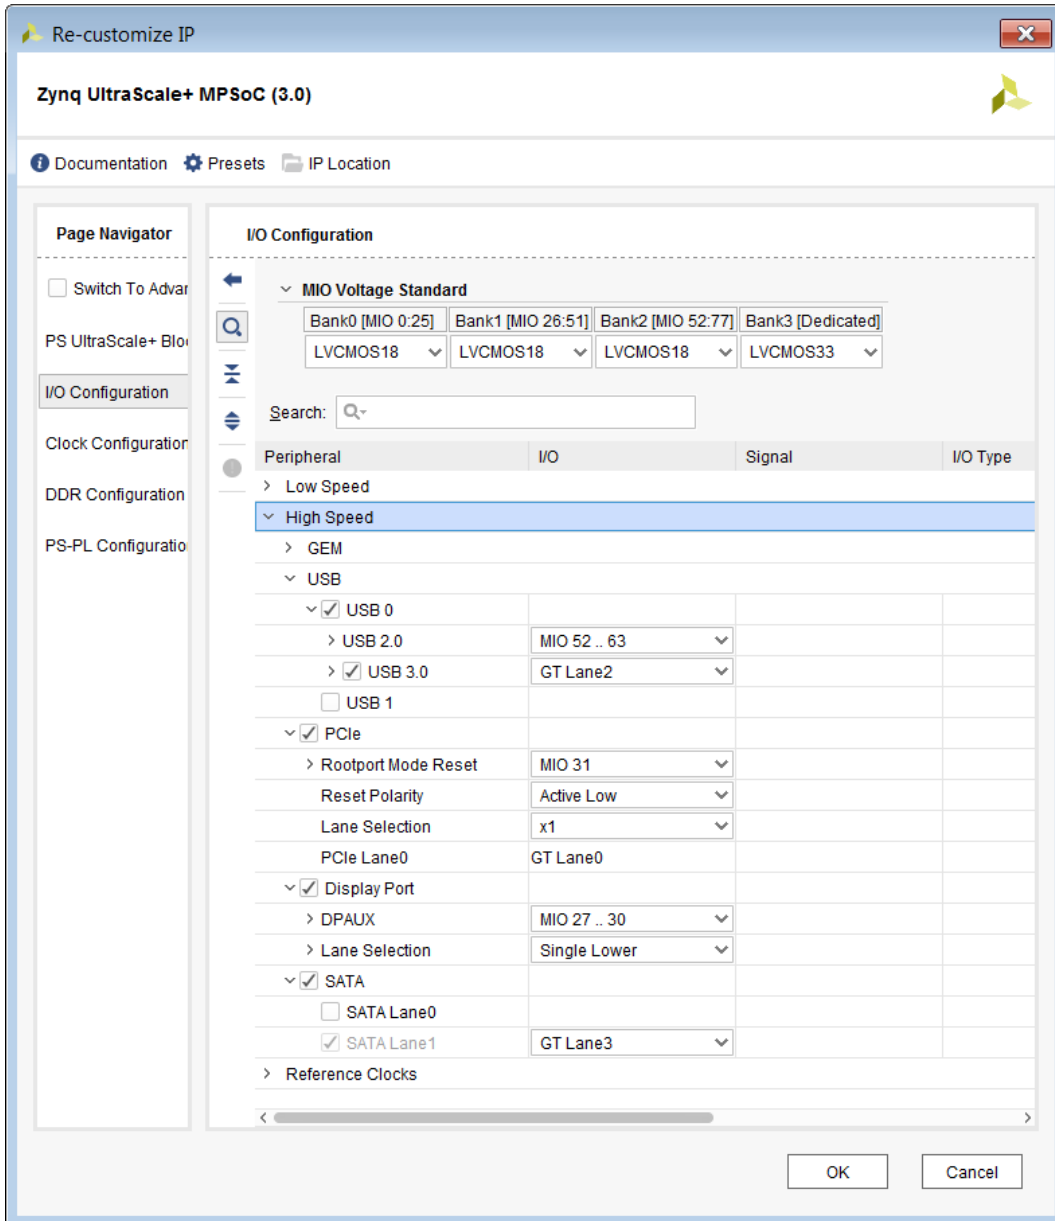 Re-customize IP
Zynq UltraScale+ MPSoC (3.0)
Documentation Presets IP Location
Page Navigator
Switch To Advar
PS UltraScale+ Blo
I/O Configuration
Clock Configuration
DDR Configuration
PS-PL Configuratio
I/O Configuration
MIO Voltage Standard
Bank0 [MIO 0:25] Bank1 [MIO 26:51] Bank2 [MIO 52:77] Bank3 [Dedicated]
LVCMOS18 LVCMOS18 LVCMOS18 LVCMOS33
Search:
Peripheral I/O Signal I/O Type
Low Speed
High Speed
GEM
USB
USB 0
USB 2.0 MIO 52 .. 63
USB 3.0 GT Lane2
USB 1
PCIe
Rootport Mode Reset MIO 31
Reset Polarity Active Low
Lane Selection x1
PCIe Lane0 GT Lane0
Display Port
DPAUX MIO 27 .. 30
Lane Selection Single Lower
SATA
SATA Lane0
SATA Lane1 GT Lane3
Reference Clocks
OK Cancel